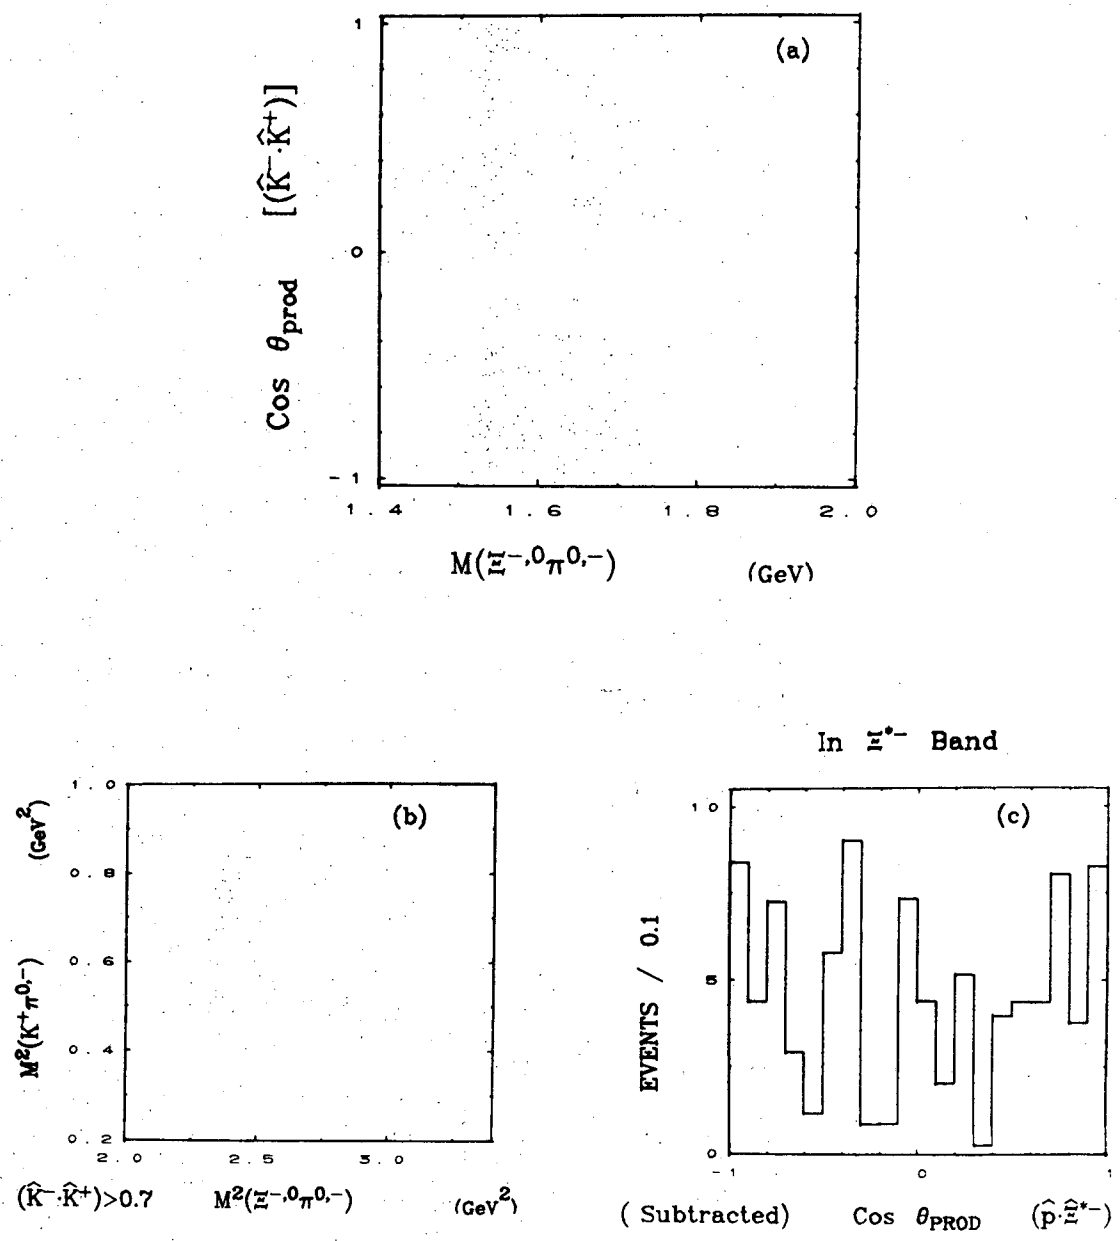 1
(a)
Cos θprod [(K̂⁻·K̂⁺)]
0
-1
1.4 1.6 1.8 2.0
M(Ξ⁻,⁰π⁰,⁻) (GeV)
In Ξ*⁻ Band
1.0
(b)
(GeV²)
0.8
0.6
M²(K⁺π⁰,⁻)
0.4
0.2
2.0 2.5 3.0
(K̂⁻·K̂⁺)>0.7 M²(Ξ⁻,⁰π⁰,⁻) (GeV²)
10
(c)
EVENTS / 0.1
5
0
-1 0 1
(Subtracted) Cos θPROD (p̂·Ξ̂*⁻)